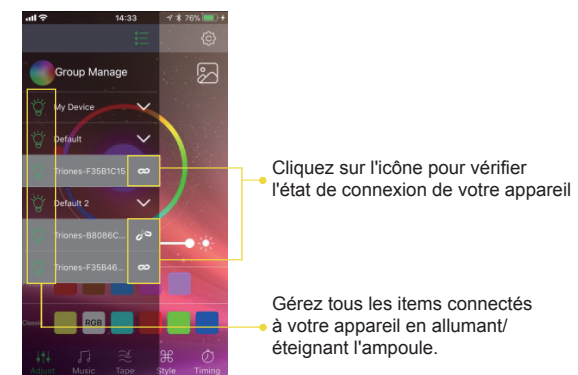 14:33
76%
Group Manage
My Device
Default
Triones-F35B1C15
Default 2
Triones-B8086C...
Triones-F35B46...
Cliquez sur l'icône pour vérifier
l'état de connexion de votre appareil
Gérez tous les items connectés
à votre appareil en allumant/
éteignant l'ampoule.
Classic
RGB
Adjust
Music
Tape
Style
Timing